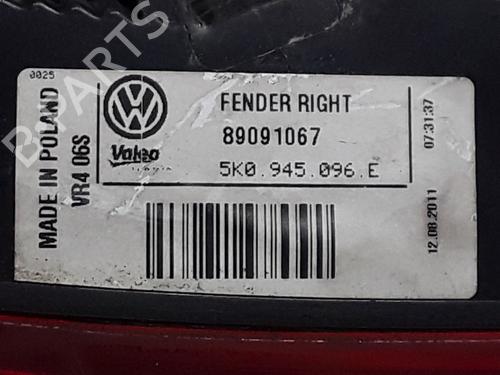 0025
MADE IN POLAND
VR4 06S
VW
Valeo
FENDER RIGHT
89091067
5K0.945.096.E
07:31:37
12.08.2011
B-PARTS